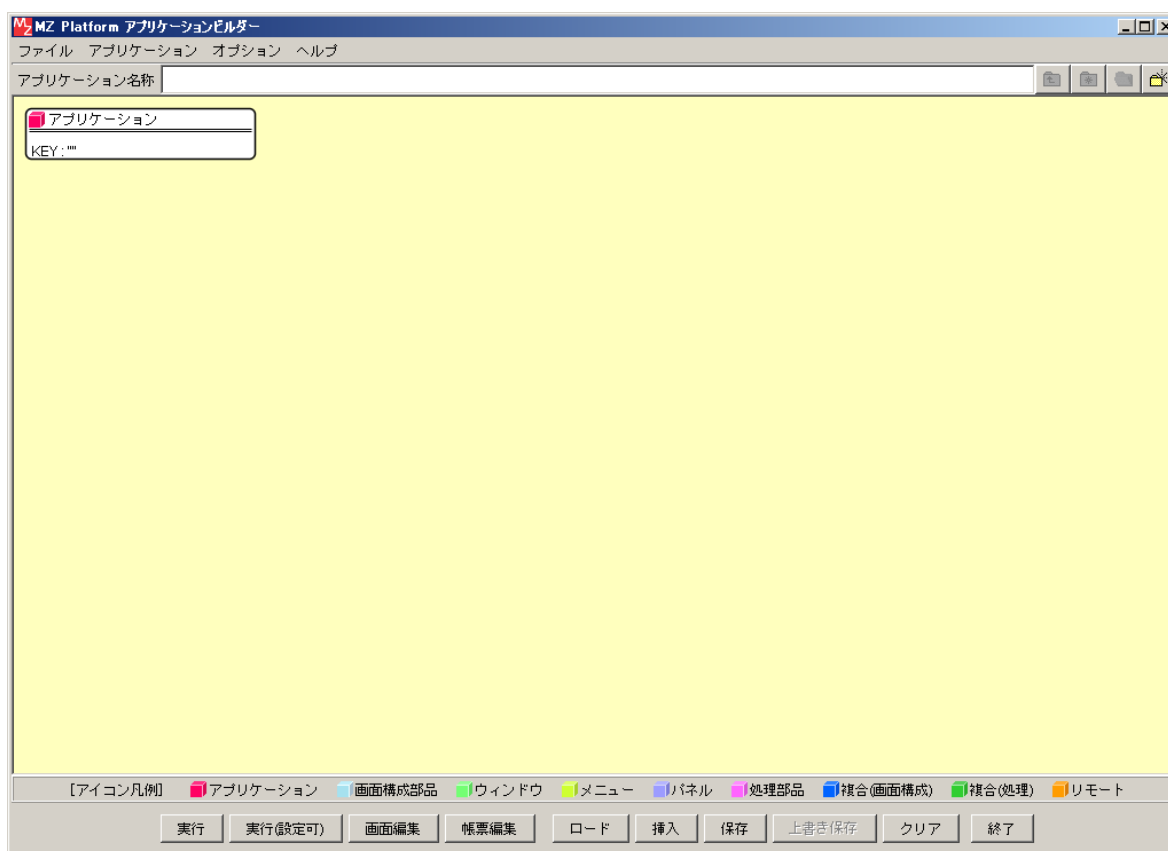 MZ Platform アプリケーションビルダー
ファイル アプリケーション オプション ヘルプ
アプリケーション名称
アプリケーション
KEY:""
[アイコン凡例] アプリケーション 画面構成部品 ウィンドウ メニュー パネル 処理部品 複合(画面構成) 複合(処理) リモート
実行 実行(設定可) 画面編集 帳票編集 ロード 挿入 保存 上書き保存 クリア 終了